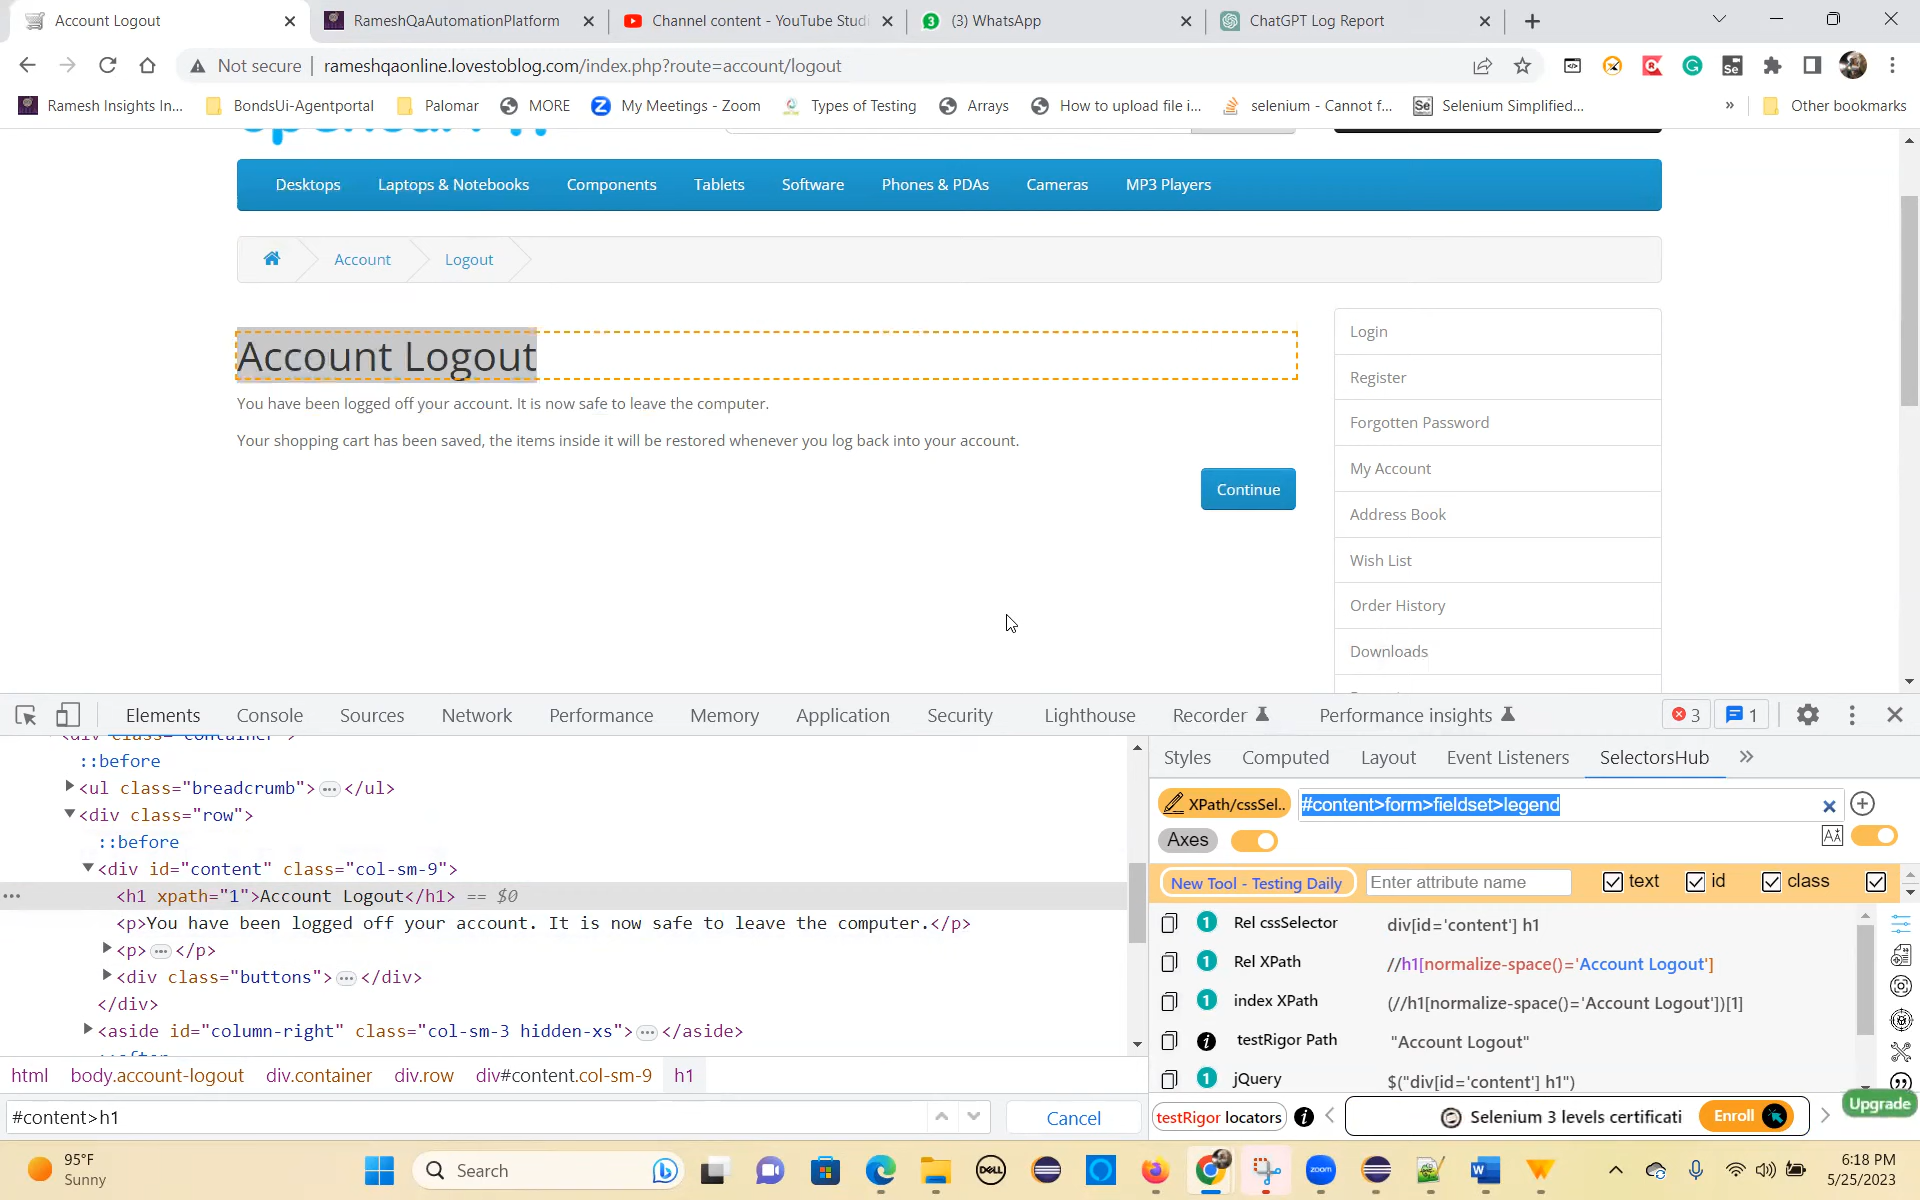 Account Logout
RameshQaAutomationPlatform
Channel content - YouTube Studi
(3) WhatsApp
ChatGPT Log Report
Not secure
rameshqaonline.lovestoblog.com/index.php?route=account/logout
Ramesh Insights In...
BondsUi-Agentportal
Palomar
MORE
My Meetings - Zoom
Types of Testing
Arrays
How to upload file i...
selenium - Cannot f...
Selenium Simplified...
»
Other bookmarks
Desktops
Laptops & Notebooks
Components
Tablets
Software
Phones & PDAs
Cameras
MP3 Players
Account
Logout
Account Logout
You have been logged off your account. It is now safe to leave the computer.
Your shopping cart has been saved, the items inside it will be restored whenever you log back into your account.
Continue
Login
Register
Forgotten Password
My Account
Address Book
Wish List
Order History
Downloads
Elements
Console
Sources
Network
Performance
Memory
Application
Security
Lighthouse
Recorder
Performance insights
3
1
::before
<ul class="breadcrumb">…</ul>
<div class="row">
::before
<div id="content" class="col-sm-9">
<h1 xpath="1">Account Logout</h1> == $0
<p>You have been logged off your account. It is now safe to leave the computer.</p>
<p>…</p>
<div class="buttons">…</div>
</div>
<aside id="column-right" class="col-sm-3 hidden-xs">…</aside>
html
body.account-logout
div.container
div.row
div#content.col-sm-9
h1
#content>h1
Cancel
Styles
Computed
Layout
Event Listeners
SelectorsHub
»
XPath/cssSel..
#content>form>fieldset>legend
Axes
New Tool - Testing Daily
Enter attribute name
text
id
class
1 Rel cssSelector div[id='content'] h1
1 Rel XPath //h1[normalize-space()='Account Logout']
1 index XPath (//h1[normalize-space()='Account Logout'])[1]
i testRigor Path "Account Logout"
1 jQuery $("div[id='content'] h1")
Upgrade
testRigor locators
i
Selenium 3 levels certificati
Enroll
95°F
Sunny
Search
DELL
zoom
6:18 PM
5/25/2023